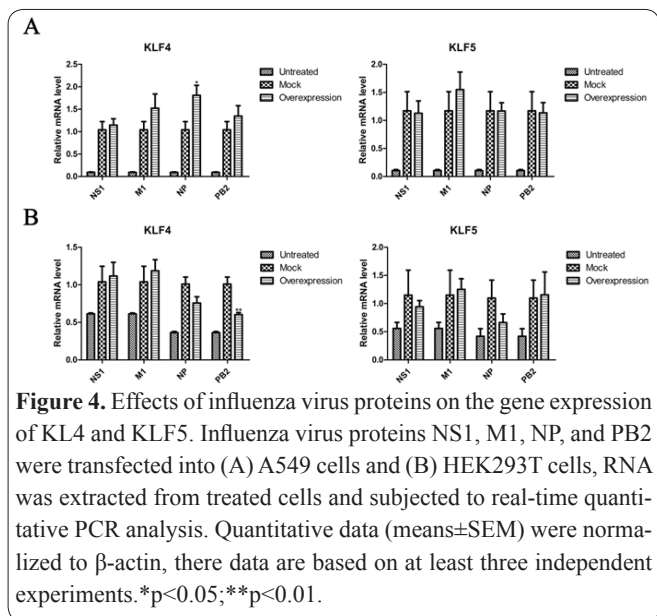 A
KLF4
KLF5
Relative mRNA level
2.5
2.0
1.5
1.0
0.5
0.0
*
NS1
M1
NP
PB2
Untreated
Mock
Overexpression
Relative mRNA level
2.0
1.5
1.0
0.5
0.0
NS1
M1
NP
PB2
Untreated
Mock
Overexpression
B
KLF4
KLF5
Relative mRNA level
1.5
1.0
0.5
0.0
**
NS1
M1
NP
PB2
Untreated
Mock
Overexpression
Relative mRNA level
2.0
1.5
1.0
0.5
0.0
NS1
M1
NP
PB2
Untreated
Mock
Overexpression
Figure 4. Effects of influenza virus proteins on the gene expression
of KL4 and KLF5. Influenza virus proteins NS1, M1, NP, and PB2
were transfected into (A) A549 cells and (B) HEK293T cells, RNA
was extracted from treated cells and subjected to real-time quanti-
tative PCR analysis. Quantitative data (means±SEM) were norma-
lized to β-actin, there data are based on at least three independent
experiments.*p<0.05;**p<0.01.